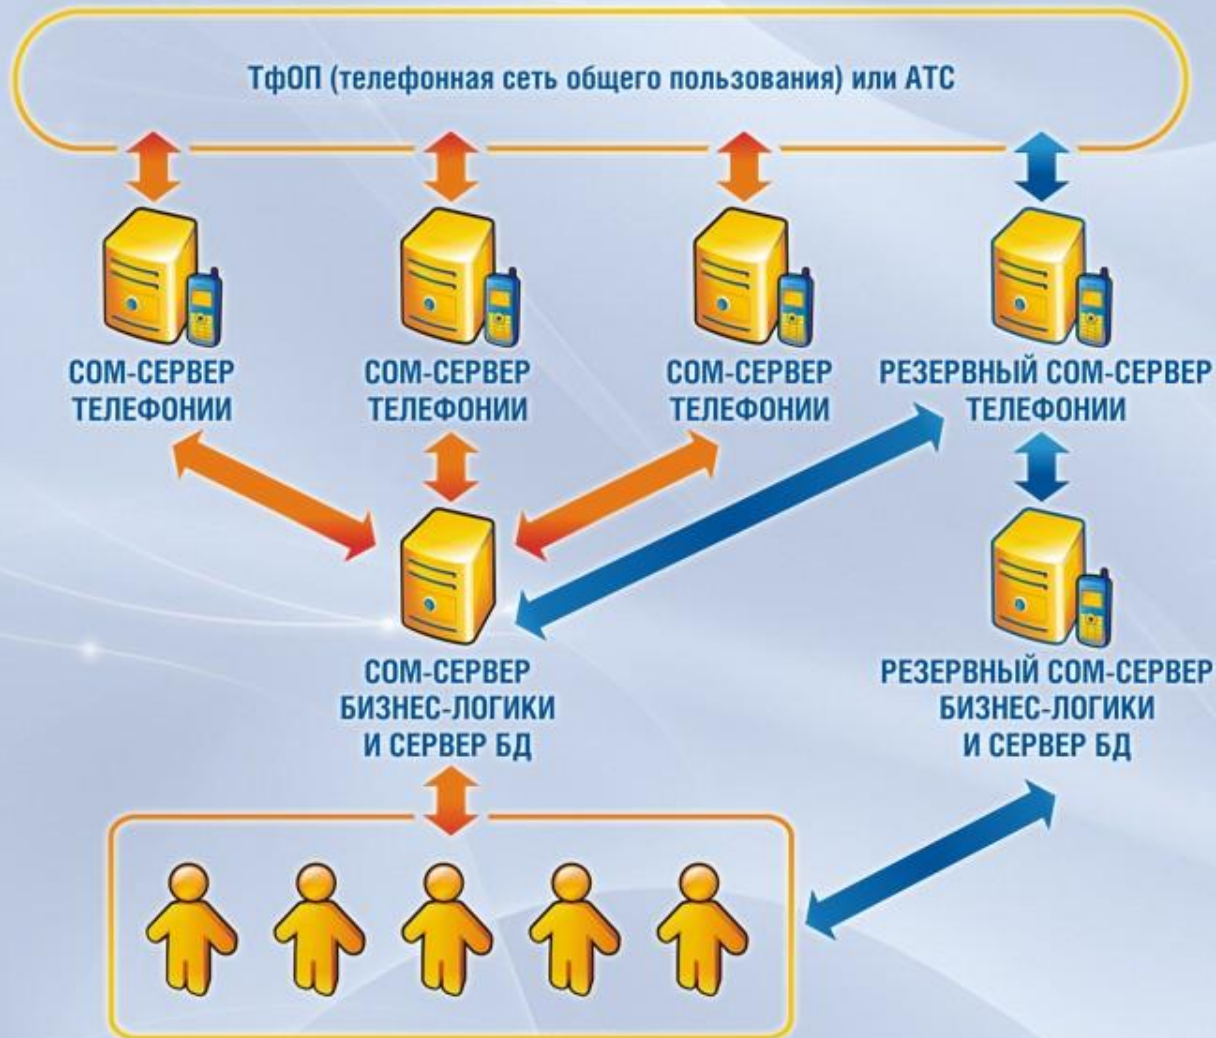 ТфОП (телефонная сеть общего пользования) или АТС
СОМ-СЕРВЕР
ТЕЛЕФОНИИ
СОМ-СЕРВЕР
ТЕЛЕФОНИИ
СОМ-СЕРВЕР
ТЕЛЕФОНИИ
РЕЗЕРВНЫЙ СОМ-СЕРВЕР
ТЕЛЕФОНИИ
СОМ-СЕРВЕР
БИЗНЕС-ЛОГИКИ
И СЕРВЕР БД
РЕЗЕРВНЫЙ СОМ-СЕРВЕР
БИЗНЕС-ЛОГИКИ
И СЕРВЕР БД